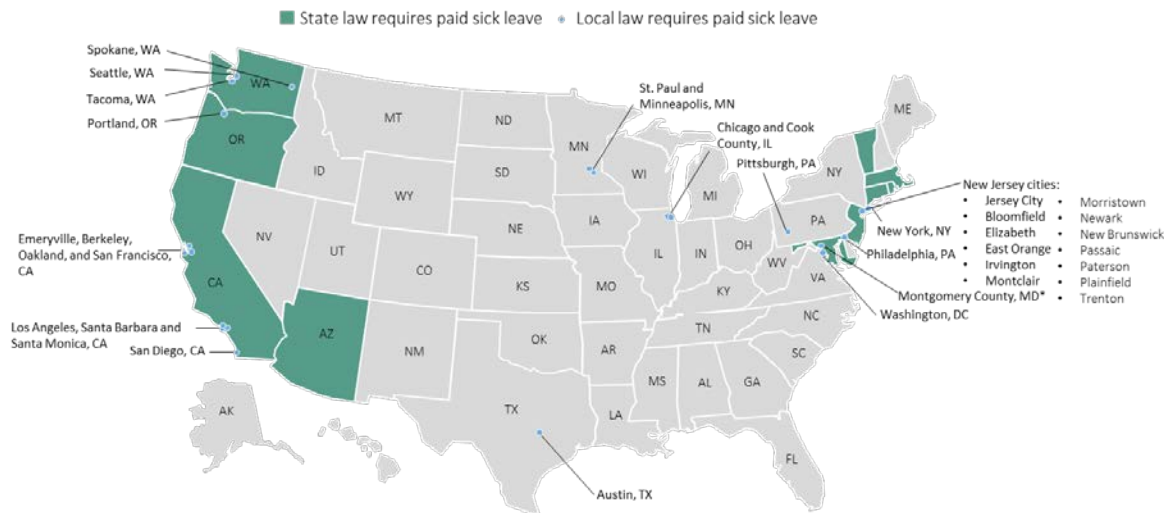 State law requires paid sick leave
Local law requires paid sick leave
Spokane, WA
Seattle, WA
Tacoma, WA
Portland, OR
Emeryville, Berkeley,
Oakland, and San Francisco,
CA
Los Angeles, Santa Barbara and
Santa Monica, CA
San Diego, CA
St. Paul and
Minneapolis, MN
Chicago and Cook
County, IL
Pittsburgh, PA
Austin, TX
New York, NY
Philadelphia, PA
Montgomery County, MD*
Washington, DC
New Jersey cities:
• Jersey City
• Bloomfield
• Elizabeth
• East Orange
• Irvington
• Montclair
• Morristown
• Newark
• New Brunswick
• Passaic
• Paterson
• Plainfield
• Trenton
WA
OR
CA
NV
ID
MT
WY
UT
AZ
CO
NM
ND
SD
NE
KS
OK
TX
MN
IA
MO
AR
LA
WI
IL
MI
IN
OH
KY
TN
MS
AL
GA
FL
SC
NC
VA
WV
PA
NY
ME
AK